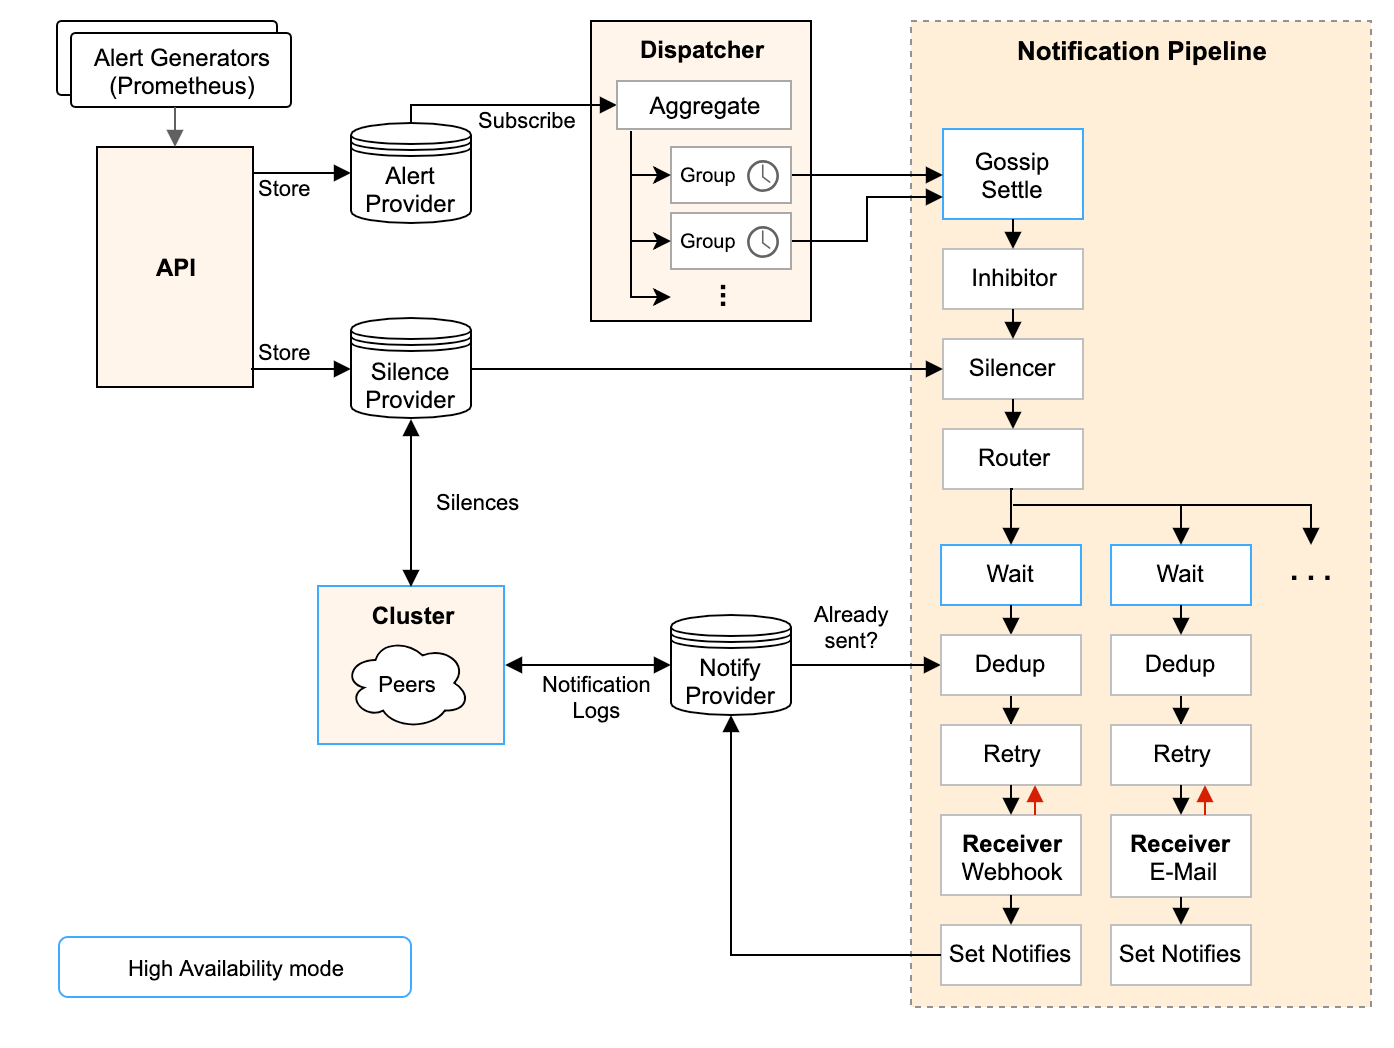 Alert Generators
(Prometheus)
API
Store
Alert
Provider
Subscribe
Dispatcher
Aggregate
Group
Group
⋮
Store
Silence
Provider
Silences
Cluster
Peers
Notification
Logs
Notify
Provider
Already
sent?
Notification Pipeline
Gossip
Settle
Inhibitor
Silencer
Router
Wait
Wait
. . .
Dedup
Dedup
Retry
Retry
Receiver
Webhook
Receiver
E-Mail
Set Notifies
Set Notifies
High Availability mode